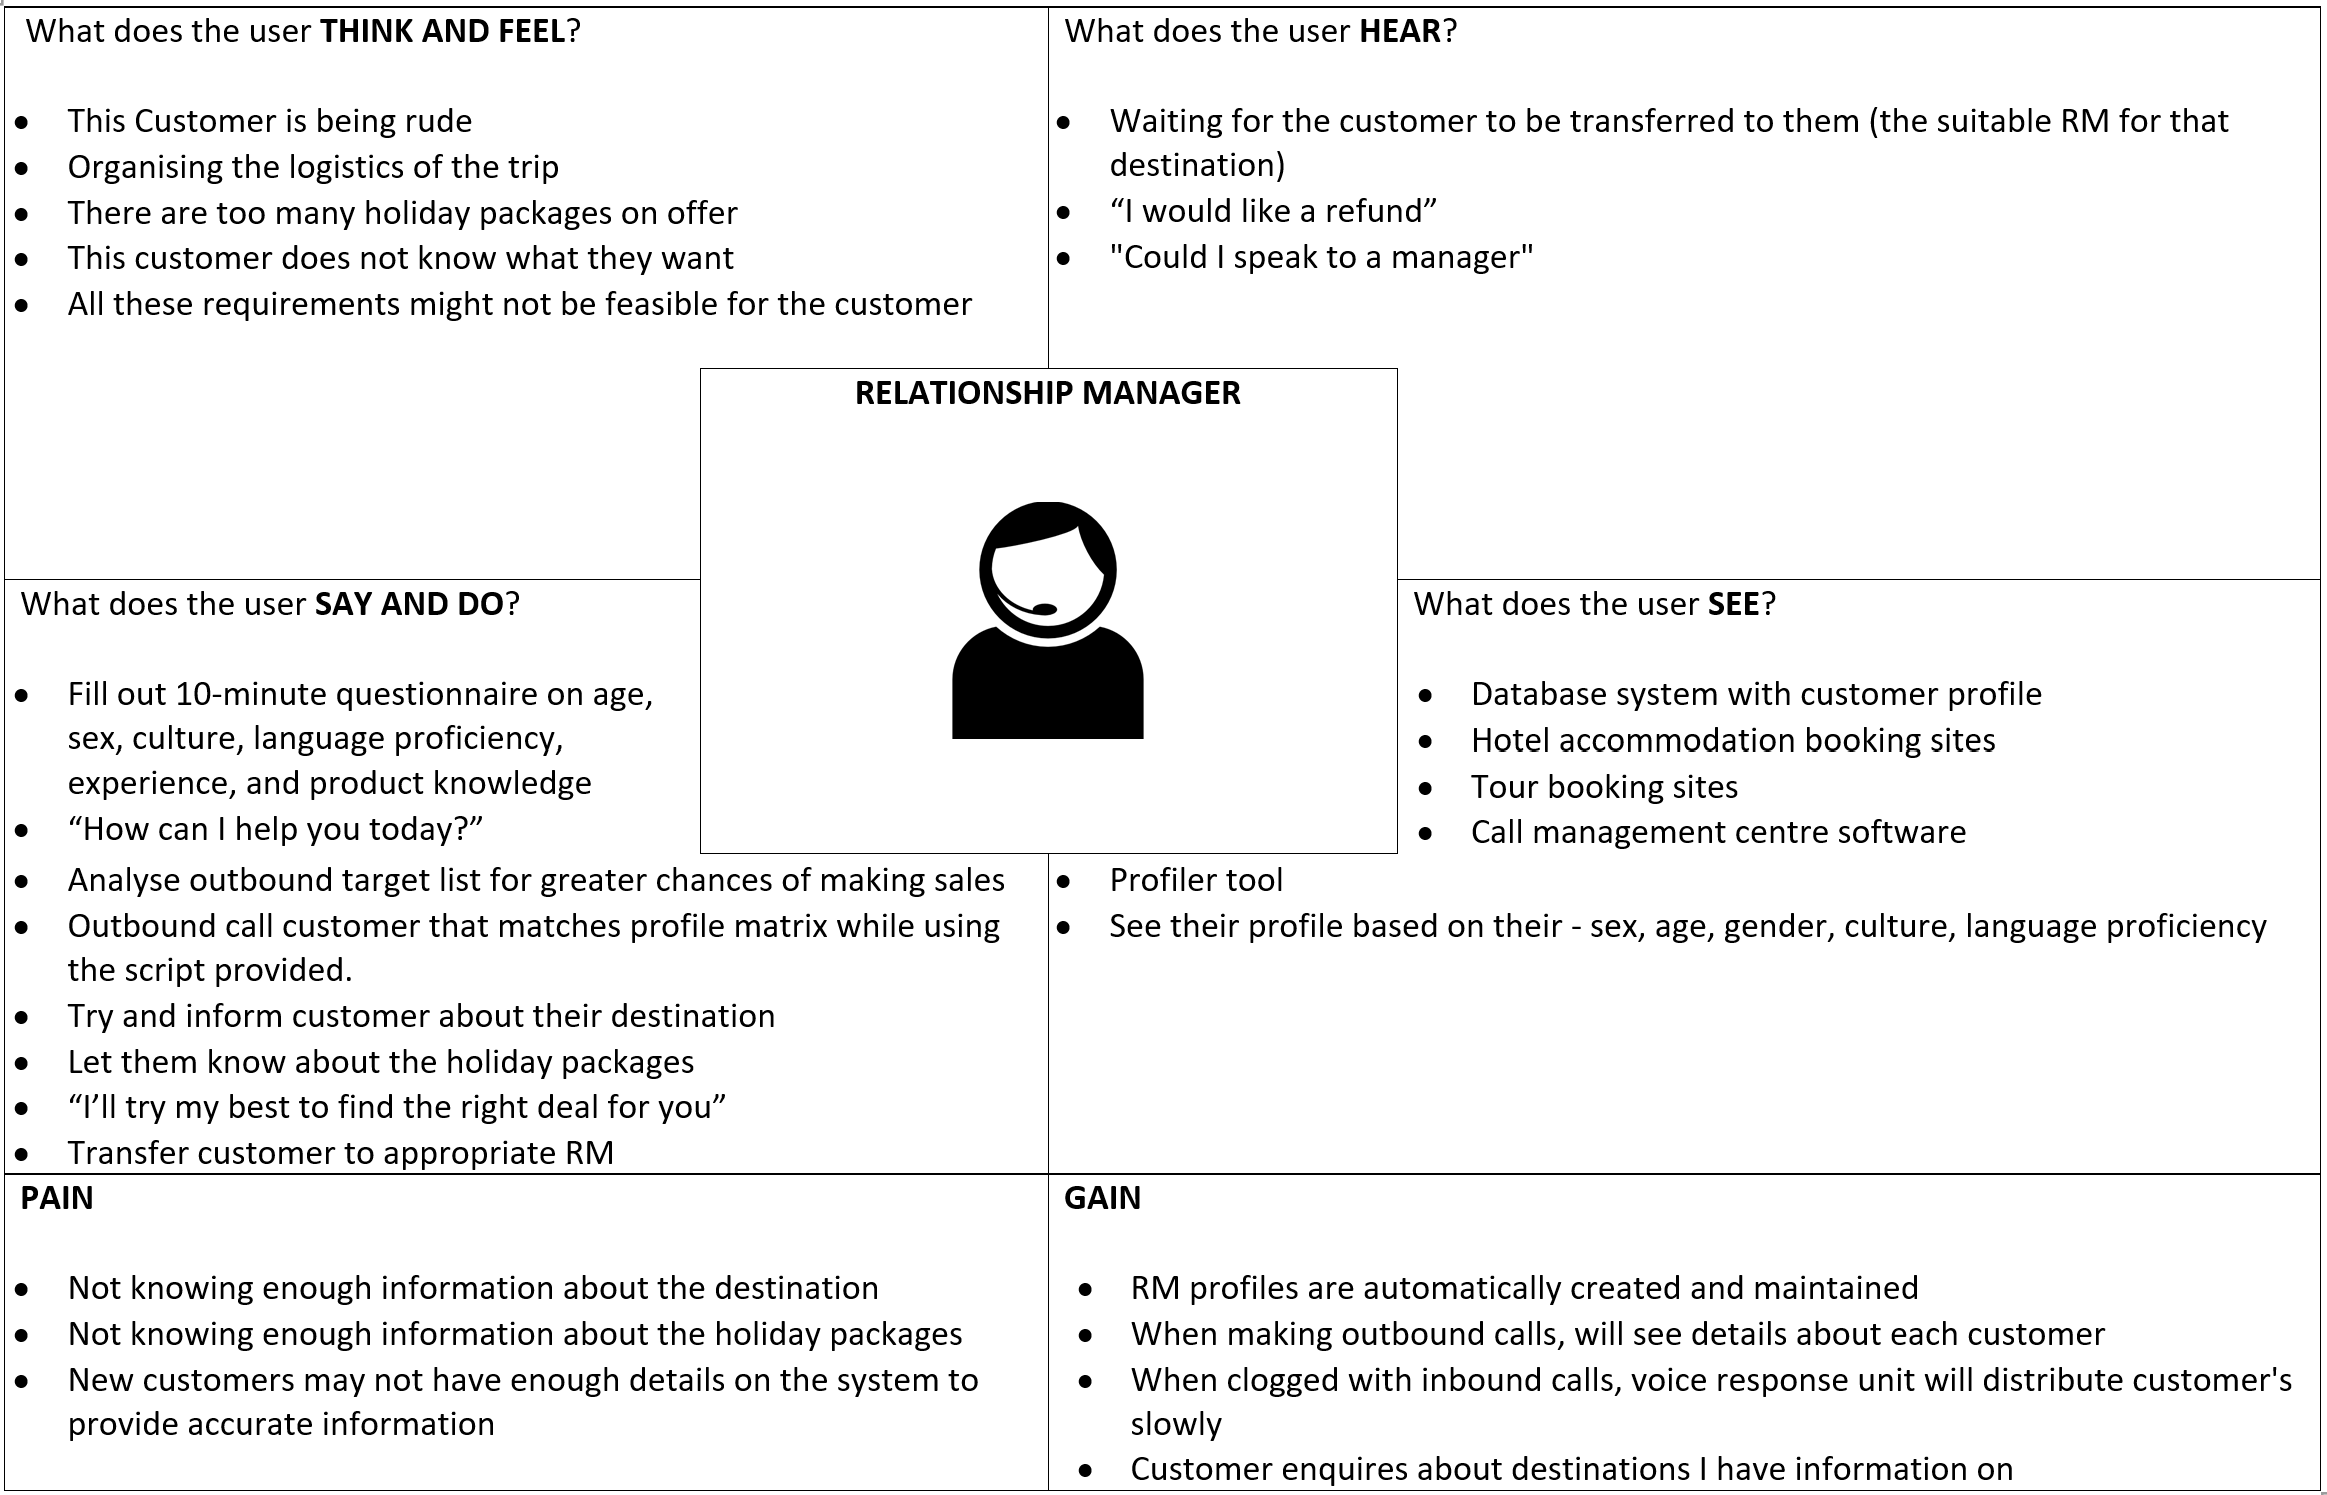 What does the user THINK AND FEEL?
• This Customer is being rude
• Organising the logistics of the trip
• There are too many holiday packages on offer
• This customer does not know what they want
• All these requirements might not be feasible for the customer
What does the user HEAR?
• Waiting for the customer to be transferred to them (the suitable RM for that
destination)
• “I would like a refund”
• "Could I speak to a manager"
RELATIONSHIP MANAGER
What does the user SAY AND DO?
• Fill out 10-minute questionnaire on age,
sex, culture, language proficiency,
experience, and product knowledge
• “How can I help you today?”
• Analyse outbound target list for greater chances of making sales
• Outbound call customer that matches profile matrix while using
the script provided.
• Try and inform customer about their destination
• Let them know about the holiday packages
• “I’ll try my best to find the right deal for you”
• Transfer customer to appropriate RM
What does the user SEE?
• Database system with customer profile
• Hotel accommodation booking sites
• Tour booking sites
• Call management centre software
• Profiler tool
• See their profile based on their - sex, age, gender, culture, language proficiency
PAIN
• Not knowing enough information about the destination
• Not knowing enough information about the holiday packages
• New customers may not have enough details on the system to
provide accurate information
GAIN
• RM profiles are automatically created and maintained
• When making outbound calls, will see details about each customer
• When clogged with inbound calls, voice response unit will distribute customer's
slowly
• Customer enquires about destinations I have information on